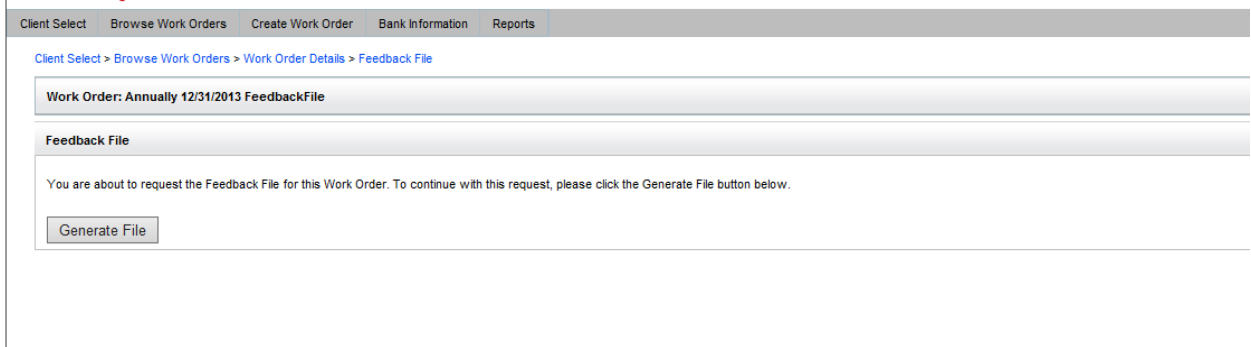 Client Select Browse Work Orders Create Work Order Bank Information Reports
Client Select > Browse Work Orders > Work Order Details > Feedback File
Work Order: Annually 12/31/2013 FeedbackFile
Feedback File
You are about to request the Feedback File for this Work Order. To continue with this request, please click the Generate File button below.
Generate File